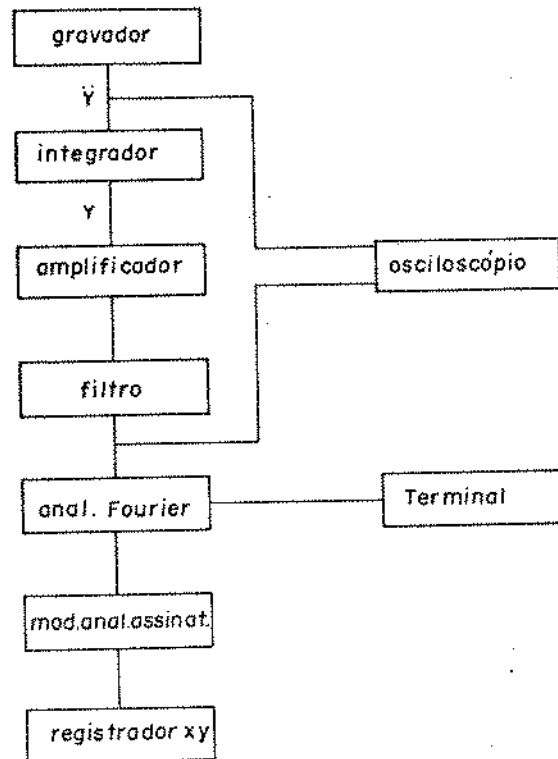 gravador
Ÿ
integrador
Y
amplificador
osciloscópio
filtro
anal. Fourier
Terminal
mod.anal.assinat.
registrador xy